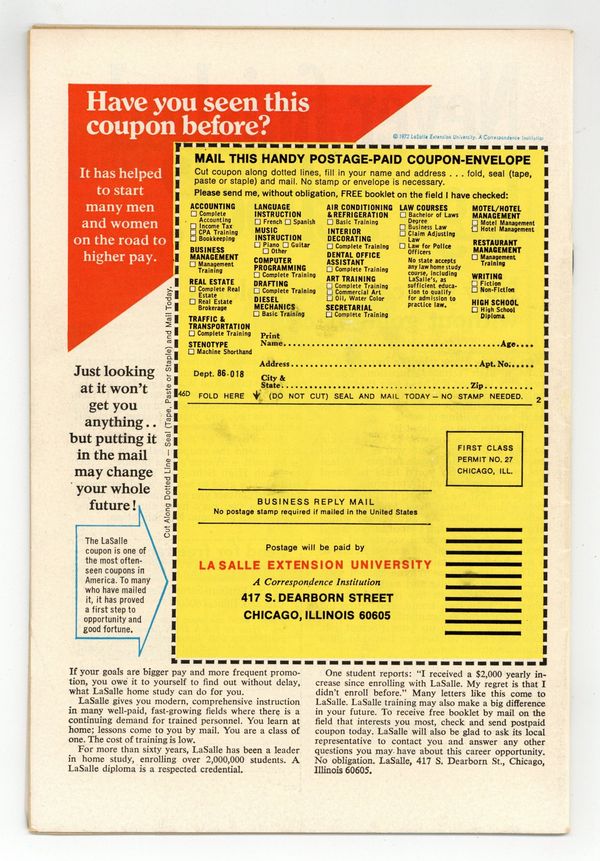 Have you seen this
coupon before?
© 1972 LaSalle Extension University. A Correspondence Institution
It has helped
to start
many men
and women
on the road to
higher pay.
Just looking
at it won't
get you
anything . .
but putting it
in the mail
may change
your whole
future!
The LaSalle
coupon is one of
the most often-
seen coupons in
America. To many
who have mailed
it, it has proved
a first step to
opportunity and
good fortune.
Cut Along Dotted Line — Seal (Tape, Paste or Staple) and Mail Today.
MAIL THIS HANDY POSTAGE-PAID COUPON-ENVELOPE
Cut coupon along dotted lines, fill in your name and address . . . fold, seal (tape,
paste or staple) and mail. No stamp or envelope is necessary.
Please send me, without obligation, FREE booklet on the field I have checked:
ACCOUNTING
☐ Complete
Accounting
☐ Income Tax
☐ CPA Training
☐ Bookkeeping
BUSINESS
MANAGEMENT
☐ Management
Training
REAL ESTATE
☐ Complete Real
Estate
☐ Real Estate
Brokerage
TRAFFIC &
TRANSPORTATION
☐ Complete Training
STENOTYPE
☐ Machine Shorthand
LANGUAGE
INSTRUCTION
☐ French ☐ Spanish
MUSIC
INSTRUCTION
☐ Piano ☐ Guitar
☐ Other
COMPUTER
PROGRAMMING
☐ Complete Training
DRAFTING
☐ Complete Training
DIESEL
MECHANICS
☐ Basic Training
AIR CONDITIONING
& REFRIGERATION
☐ Basic Training
INTERIOR
DECORATING
☐ Complete Training
DENTAL OFFICE
ASSISTANT
☐ Complete Training
ART TRAINING
☐ Complete Training
☐ Commercial Art
☐ Oil, Water Color
SECRETARIAL
☐ Complete Training
LAW COURSES
☐ Bachelor of Laws
Degree
☐ Business Law
☐ Claim Adjusting
Law
☐ Law for Police
Officers
No state accepts
any law home study
course, including
LaSalle's, as
sufficient educa-
tion to qualify
for admission to
practice law.
MOTEL/HOTEL
MANAGEMENT
☐ Motel Management
☐ Hotel Management
RESTAURANT
MANAGEMENT
☐ Management
Training
WRITING
☐ Fiction
☐ Non-Fiction
HIGH SCHOOL
☐ High School
Diploma
Print
Name.......... Age....
Address.......... Apt. No.....
Dept. 86-018
City &
State.......... Zip........
46D FOLD HERE (DO NOT CUT) SEAL AND MAIL TODAY — NO STAMP NEEDED. 2
FIRST CLASS
PERMIT NO. 27
CHICAGO, ILL.
BUSINESS REPLY MAIL
No postage stamp required if mailed in the United States
Postage will be paid by
LA SALLE EXTENSION UNIVERSITY
A Correspondence Institution
417 S. DEARBORN STREET
CHICAGO, ILLINOIS 60605
If your goals are bigger pay and more frequent promo-
tion, you owe it to yourself to find out without delay,
what LaSalle home study can do for you.
LaSalle gives you modern, comprehensive instruction
in many well-paid, fast-growing fields where there is a
continuing demand for trained personnel. You learn at
home; lessons come to you by mail. You are a class of
one. The cost of training is low.
For more than sixty years, LaSalle has been a leader
in home study, enrolling over 2,000,000 students. A
LaSalle diploma is a respected credential.
One student reports: "I received a $2,000 yearly in-
crease since enrolling with LaSalle. My regret is that I
didn't enroll before." Many letters like this come to
LaSalle. LaSalle training may also make a big difference
in your future. To receive free booklet by mail on the
field that interests you most, check and send postpaid
coupon today. LaSalle will also be glad to ask its local
representative to contact you and answer any other
questions you may have about this career opportunity.
No obligation. LaSalle, 417 S. Dearborn St., Chicago,
Illinois 60605.